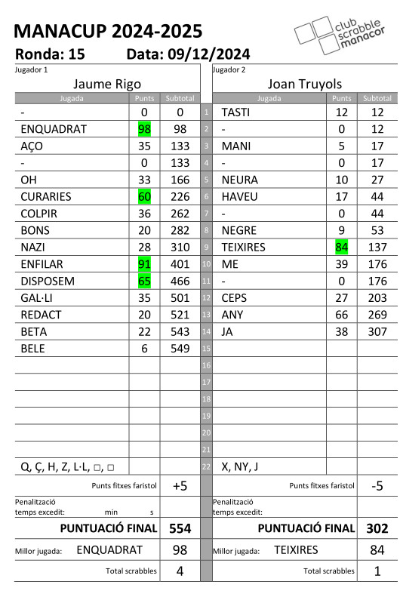 MANACUP 2024-2025
club
scrabble
manacor
Ronda: 15 Data: 09/12/2024
Jugador 1 Jugador 2
Jaume Rigo Joan Truyols
Jugada Punts Subtotal Jugada Punts Subtotal
- 0 0 1 TASTI 12 12
ENQUADRAT 98 98 2 - 0 12
AÇO 35 133 3 MANI 5 17
- 0 133 4 - 0 17
OH 33 166 5 NEURA 10 27
CURARIES 60 226 6 HAVEU 17 44
COLPIR 36 262 7 - 0 44
BONS 20 282 8 NEGRE 9 53
NAZI 28 310 9 TEIXIRES 84 137
ENFILAR 91 401 10 ME 39 176
DISPOSEM 65 466 11 - 0 176
GAL·LI 35 501 12 CEPS 27 203
REDACT 20 521 13 ANY 66 269
BETA 22 543 14 JA 38 307
BELE 6 549 15
16
17
18
19
20
21
Q, Ç, H, Z, L·L, □, □ 22 X, NY, J
Punts fitxes faristol +5 Punts fitxes faristol -5
Penalització Penalització
temps excedit: min s temps excedit:
PUNTUACIÓ FINAL 554 PUNTUACIÓ FINAL 302
Millor jugada: ENQUADRAT 98 Millor jugada: TEIXIRES 84
Total scrabbles 4 Total scrabbles 1